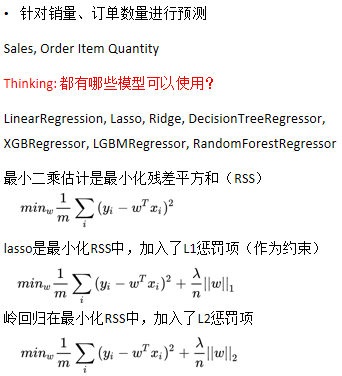 • 针对销量、订单数量进行预测
Sales, Order Item Quantity
Thinking: 都有哪些模型可以使用?
LinearRegression, Lasso, Ridge, DecisionTreeRegressor,
XGBRegressor, LGBMRegressor, RandomForestRegressor
最小二乘估计是最小化残差平方和（RSS）
$min_w \frac{1}{m} \sum_i (y_i - w^T x_i)^2$
lasso是最小化RSS中，加入了L1惩罚项（作为约束）
$min_w \frac{1}{m} \sum_i (y_i - w^T x_i)^2 + \frac{\lambda}{n} ||w||_1$
岭回归在最小化RSS中，加入了L2惩罚项
$min_w \frac{1}{m} \sum_i (y_i - w^T x_i)^2 + \frac{\lambda}{n} ||w||_2$